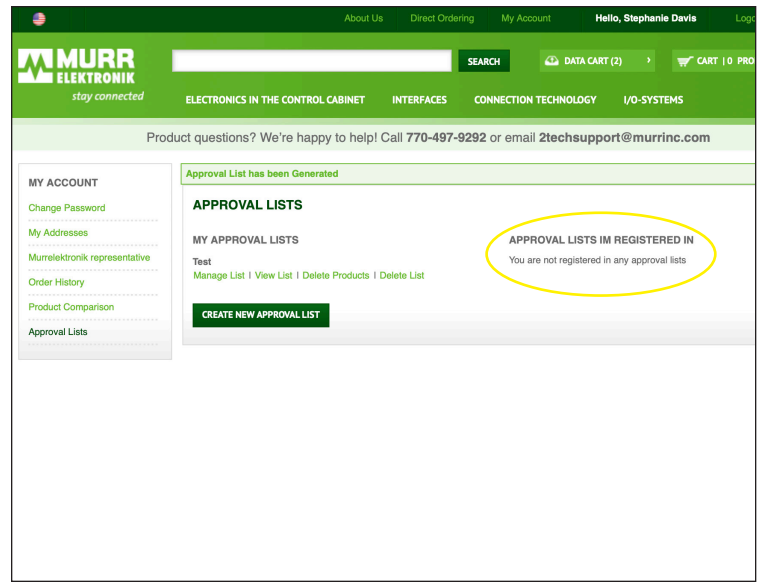 About Us Direct Ordering My Account Hello, Stephanie Davis
MURR
ELEKTRONIK
stay connected
SEARCH DATA CART (2) › CART | 0 PRO
ELECTRONICS IN THE CONTROL CABINET INTERFACES CONNECTION TECHNOLOGY I/O-SYSTEMS
Product questions? We're happy to help! Call 770-497-9292 or email 2techsupport@murrinc.com
MY ACCOUNT
Change Password
My Addresses
Murrelektronik representative
Order History
Product Comparison
Approval Lists
Approval List has been Generated
APPROVAL LISTS
MY APPROVAL LISTS
Test
Manage List I View List I Delete Products I Delete List
CREATE NEW APPROVAL LIST
APPROVAL LISTS IM REGISTERED IN
You are not registered in any approval lists